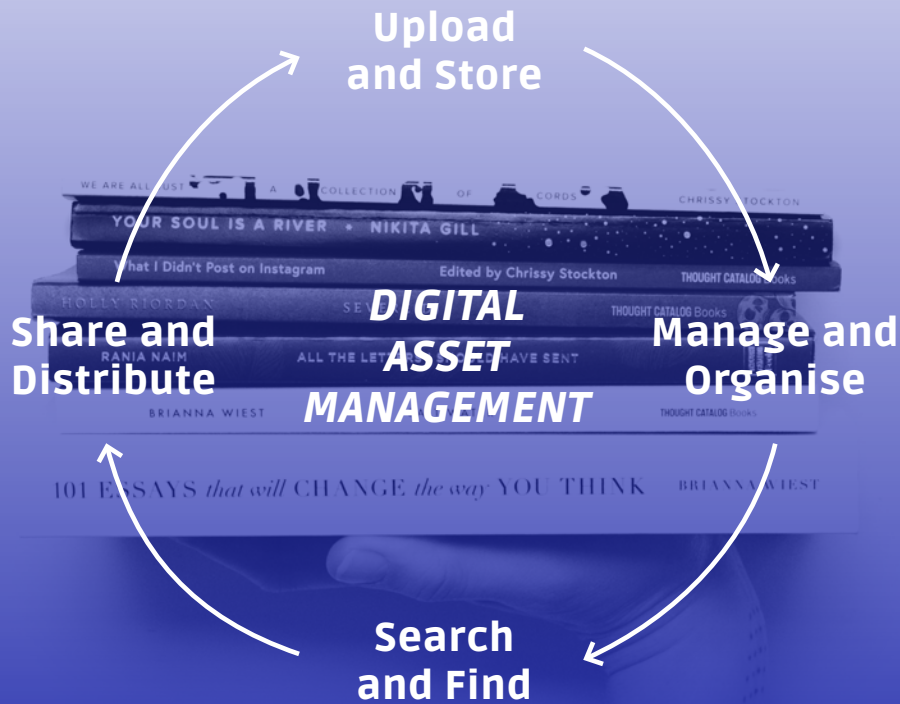 Upload
and Store
WE ARE ALL JUST A COLLECTION OF CORDS CHRISSY STOCKTON
YOUR SOUL IS A RIVER * NIKITA GILL
What I Didn't Post on Instagram Edited by Chrissy Stockton THOUGHT CATALOG Books
HOLLY RIORDAN THOUGHT CATALOG Books
DIGITAL
ASSET
MANAGEMENT
Share and
Distribute
Manage and
Organise
RANIA NAIM ALL THE LETTERS I SHOULD HAVE SENT
BRIANNA WIEST THOUGHT CATALOG Books
101 ESSAYS that will CHANGE the way YOU THINK BRIANNA WIEST
Search
and Find